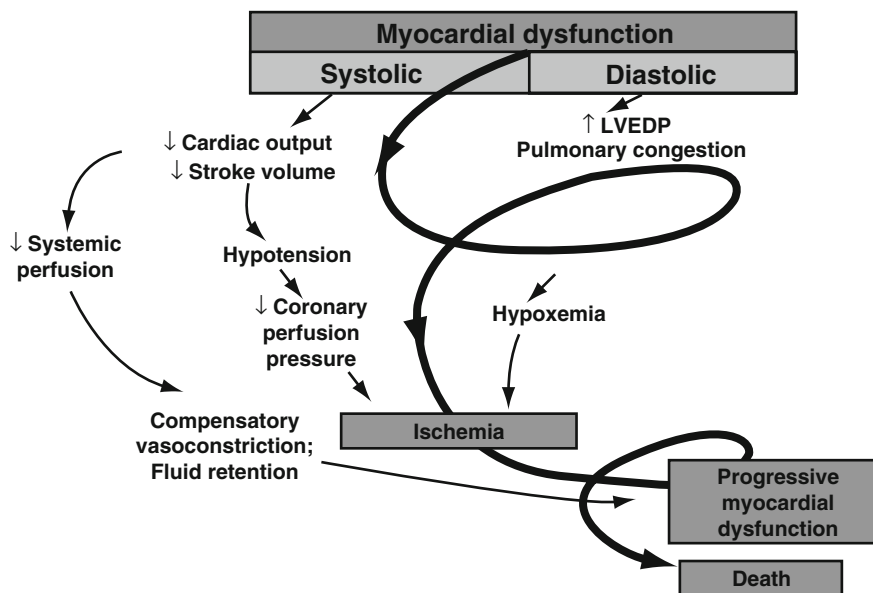 Myocardial dysfunction
Systolic
Diastolic
↓ Cardiac output
↓ Stroke volume
↑ LVEDP
Pulmonary congestion
↓ Systemic
perfusion
Hypotension
↓ Coronary
perfusion
pressure
Hypoxemia
Compensatory
vasoconstriction;
Fluid retention
Ischemia
Progressive
myocardial
dysfunction
Death